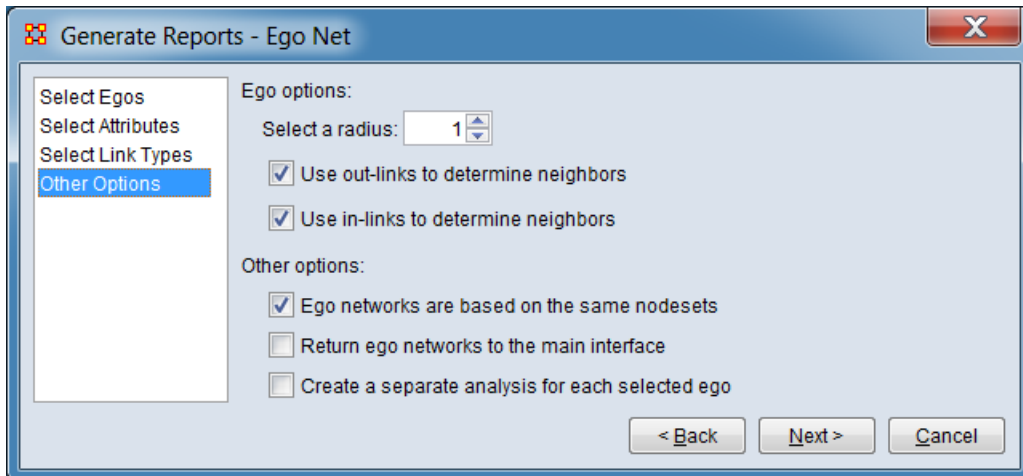 Generate Reports - Ego Net
Select Egos
Select Attributes
Select Link Types
Other Options
Ego options:
Select a radius: 1
Use out-links to determine neighbors
Use in-links to determine neighbors
Other options:
Ego networks are based on the same nodesets
Return ego networks to the main interface
Create a separate analysis for each selected ego
< Back Next > Cancel